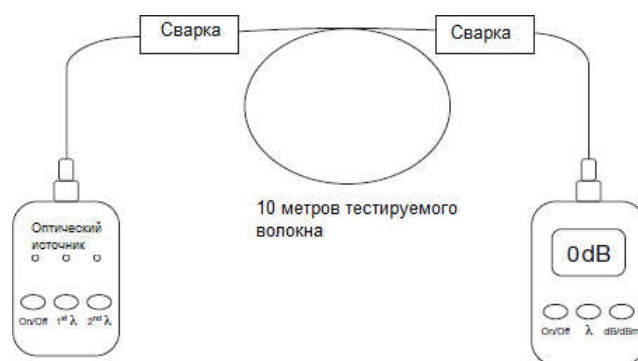 Сварка
Сварка
10 метров тестируемого
волокна
Оптический
источник
On/Off 1st λ 2nd λ
0dB
On/Off λ dB/dBm